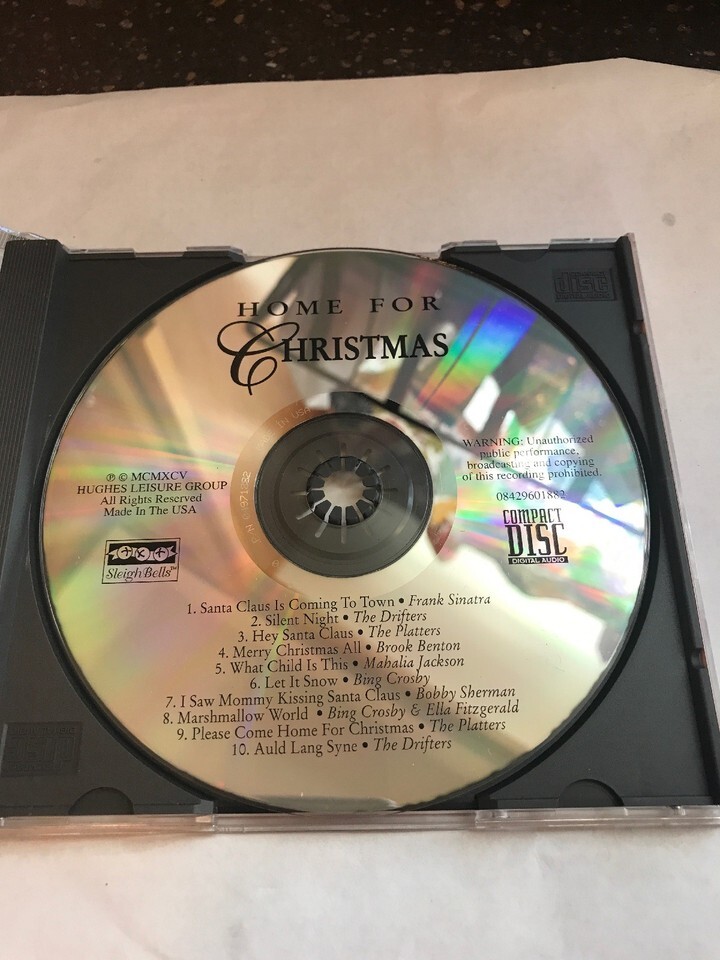 HOME FOR
CHRISTMAS
℗ © MCMXCV
HUGHES LEISURE GROUP
All Rights Reserved
Made In The USA
Sleigh Bells™
WARNING: Unauthorized
public performance,
broadcasting and copying
of this recording prohibited.
08429601882
COMPACT
DISC
DIGITAL AUDIO
1. Santa Claus Is Coming To Town • Frank Sinatra
2. Silent Night • The Drifters
3. Hey Santa Claus • The Platters
4. Merry Christmas All • Brook Benton
5. What Child Is This • Mahalia Jackson
6. Let It Snow • Bing Crosby
7. I Saw Mommy Kissing Santa Claus • Bobby Sherman
8. Marshmallow World • Bing Crosby & Ella Fitzgerald
9. Please Come Home For Christmas • The Platters
10. Auld Lang Syne • The Drifters
disc